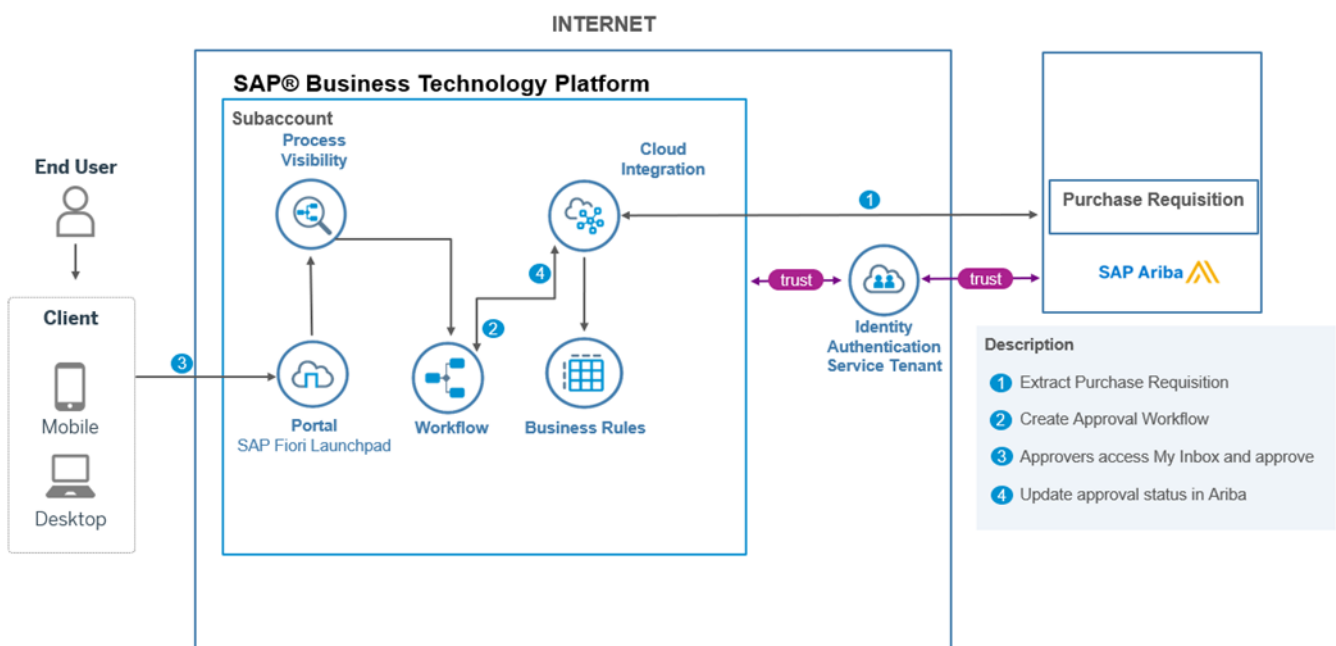 INTERNET
SAP® Business Technology Platform
Subaccount
Process
Visibility
Cloud
Integration
End User
1
Purchase Requisition
4
trust
trust
SAP Ariba
Client
2
Identity
Authentication
Service Tenant
Description
1 Extract Purchase Requisition
2 Create Approval Workflow
3 Approvers access My Inbox and approve
4 Update approval status in Ariba
3
Mobile
Portal
SAP Fiori Launchpad
Workflow
Business Rules
Desktop